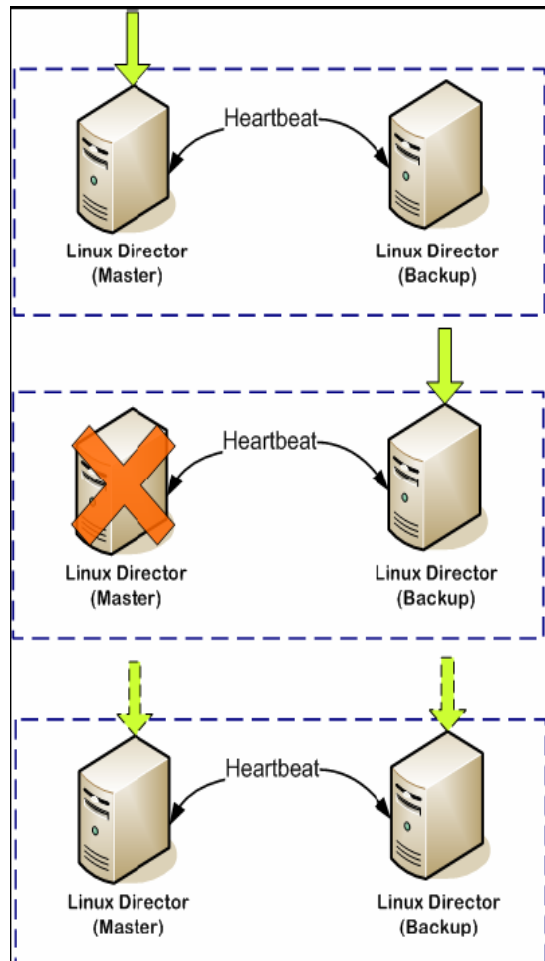 Heartbeat
Linux Director
(Master)
Linux Director
(Backup)
Heartbeat
Linux Director
(Master)
Linux Director
(Backup)
Heartbeat
Linux Director
(Master)
Linux Director
(Backup)